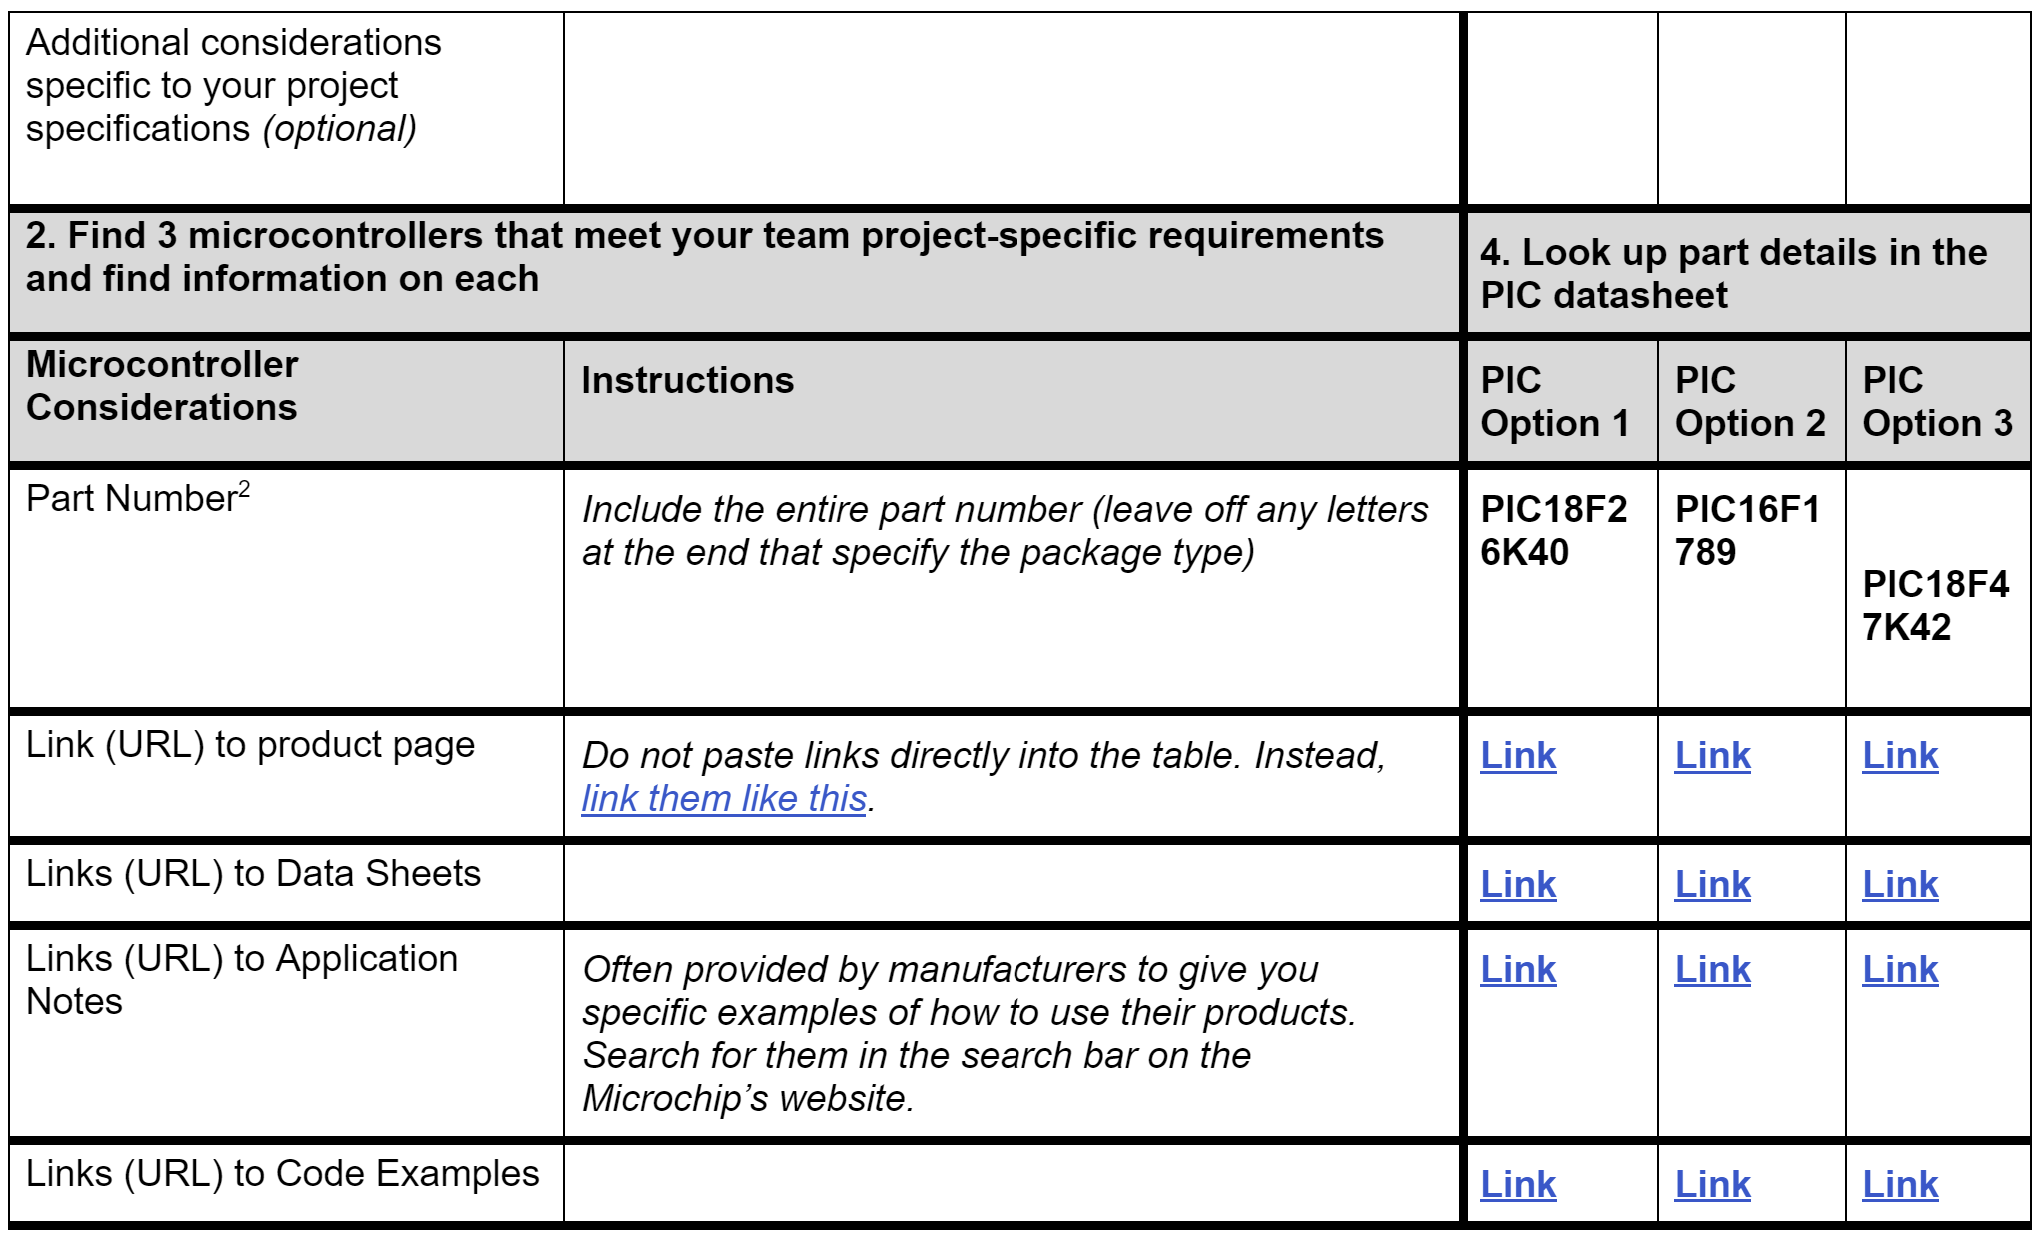 Additional considerations
specific to your project
specifications (optional)
2. Find 3 microcontrollers that meet your team project-specific requirements
and find information on each
4. Look up part details in the
PIC datasheet
Microcontroller
Considerations
Instructions
PIC
Option 1
PIC
Option 2
PIC
Option 3
Part Number2
Include the entire part number (leave off any letters
at the end that specify the package type)
PIC18F2
6K40
PIC16F1
789
PIC18F4
7K42
Link (URL) to product page
Do not paste links directly into the table. Instead,
link them like this.
Link
Link
Link
Links (URL) to Data Sheets
Link
Link
Link
Links (URL) to Application
Notes
Often provided by manufacturers to give you
specific examples of how to use their products.
Search for them in the search bar on the
Microchip’s website.
Link
Link
Link
Links (URL) to Code Examples
Link
Link
Link